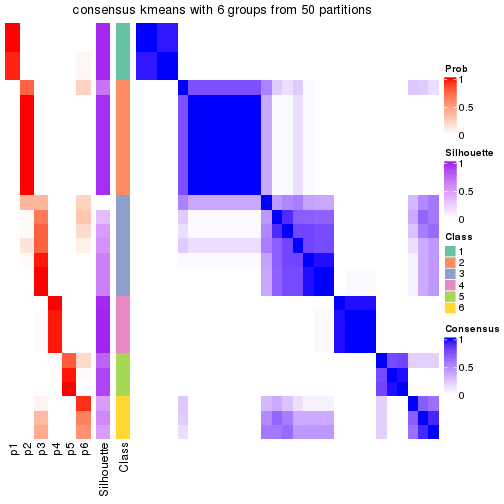 consensus kmeans with 6 groups from 50 partitions
Prob
1
0.5
0
Silhouette
1
0.5
0
Class
1
2
3
4
5
6
Consensus
1
0.5
0
p1
p2
p3
p4
p5
p6
Silhouette
Class